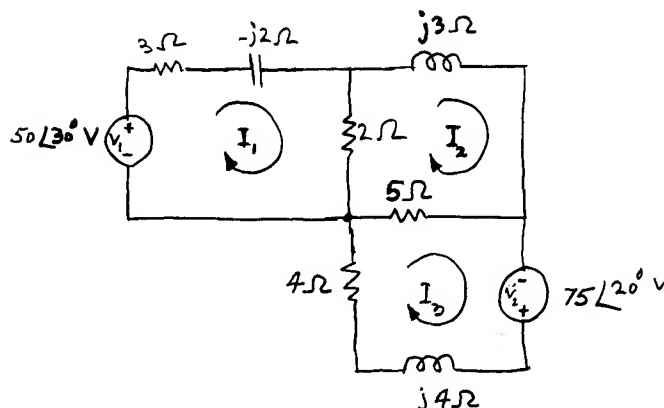 3Ω -j2Ω j3Ω
50∠30° V V₁ + - I₁ 2Ω I₂
5Ω
4Ω I₃ V₂ - + 75∠20° V
j4Ω